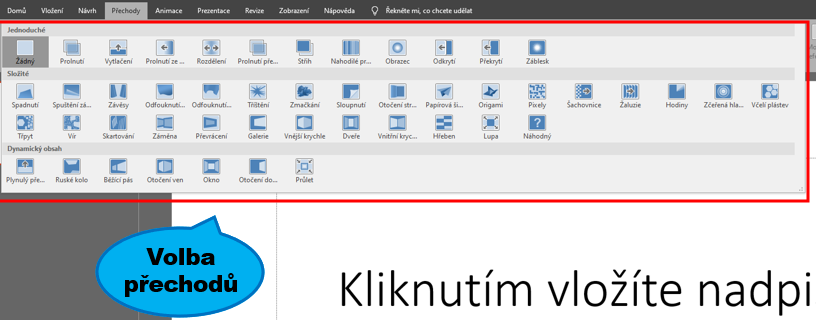 Domů Vložení Návrh Přechody Animace Prezentace Revize Zobrazení Nápověda Řekněte mi, co chcete udělat
Jednoduché
Žádný Prolnutí Vytlačení Prolnutí ze ... Rozdělení Prolnutí pře... Střih Nahodilé pr... Obrazec Odkrytí Překrytí Záblesk
Složité
Spadnutí Spuštění zá... Závěsy Odfouknutí... Odfouknutí... Tříštění Zmačkání Sloupnutí Otočení str... Papírová ši... Origami Pixely Šachovnice Žaluzie Hodiny Zčeřená hla... Včelí plástev
Třpyt Vír Skartování Záměna Převrácení Galerie Vnější krychle Dveře Vnitřní kryc... Hřeben Lupa Náhodný
Dynamický obsah
Plynulý pře... Ruské kolo Běžící pás Otočení ven Okno Otočení do... Průlet
Volba
přechodů
Kliknutím vložíte nadpi